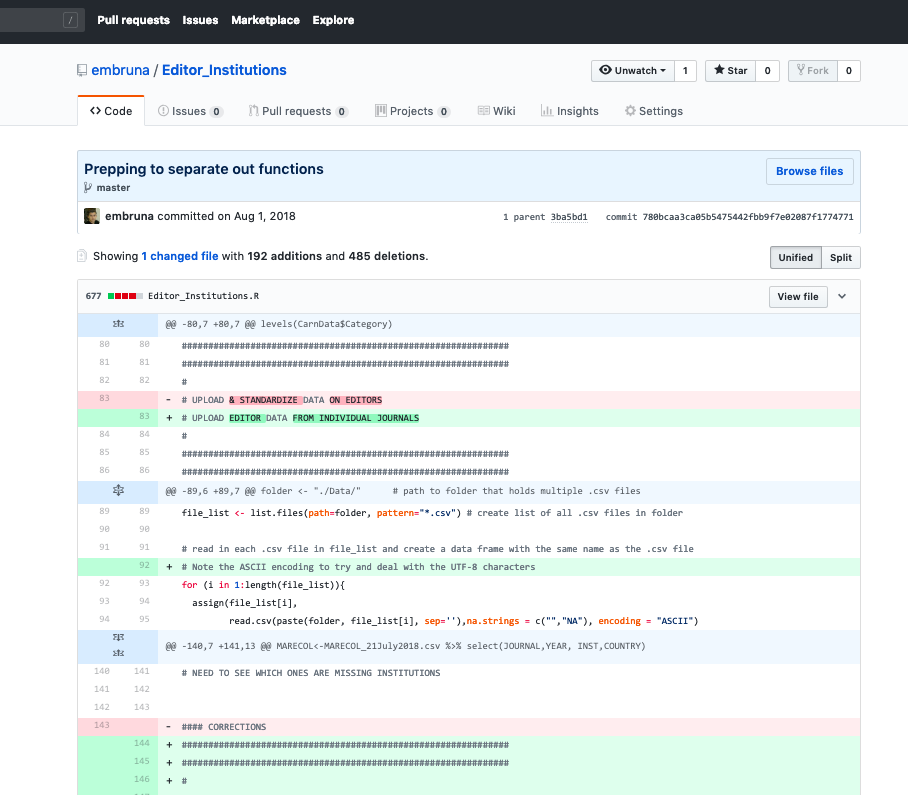 / Pull requests Issues Marketplace Explore
embruna / Editor_Institutions
Unwatch 1 Star 0 Fork 0
Code Issues 0 Pull requests 0 Projects 0 Wiki Insights Settings
Prepping to separate out functions
Browse files
master
embruna committed on Aug 1, 2018
1 parent 3ba5bd1 commit 780bcaa3ca05b5475442fbb9f7e02087f1774771
Showing 1 changed file with 192 additions and 485 deletions.
Unified Split
677 Editor_Institutions.R View file
@@ -80,7 +80,7 @@ levels(CarnData$Category)
80 80 ##############################################################
81 81 ##############################################################
82 82 #
83 - # UPLOAD & STANDARDIZE DATA ON EDITORS
83 + # UPLOAD EDITOR DATA FROM INDIVIDUAL JOURNALS
84 84 #
85 85 ##############################################################
86 86 ##############################################################
@@ -89,6 +89,7 @@ folder <- "./Data/" # path to folder that holds multiple .csv files
89 89 file_list <- list.files(path=folder, pattern="*.csv") # create list of all .csv files in folder
90 90
91 91 # read in each .csv file in file_list and create a data frame with the same name as the .csv file
92 + # Note the ASCII encoding to try and deal with the UTF-8 characters
92 93 for (i in 1:length(file_list)){
93 94 assign(file_list[i],
94 95 read.csv(paste(folder, file_list[i], sep=''),na.strings = c("","NA"), encoding = "ASCII")
@@ -140,7 +141,13 @@ MARECOL<-MARECOL_21July2018.csv %>% select(JOURNAL,YEAR, INST,COUNTRY)
140 141 # NEED TO SEE WHICH ONES ARE MISSING INSTITUTIONS
141 142
142 143
143 - #### CORRECTIONS
144 + ##############################################################
145 + ##############################################################
146 + #